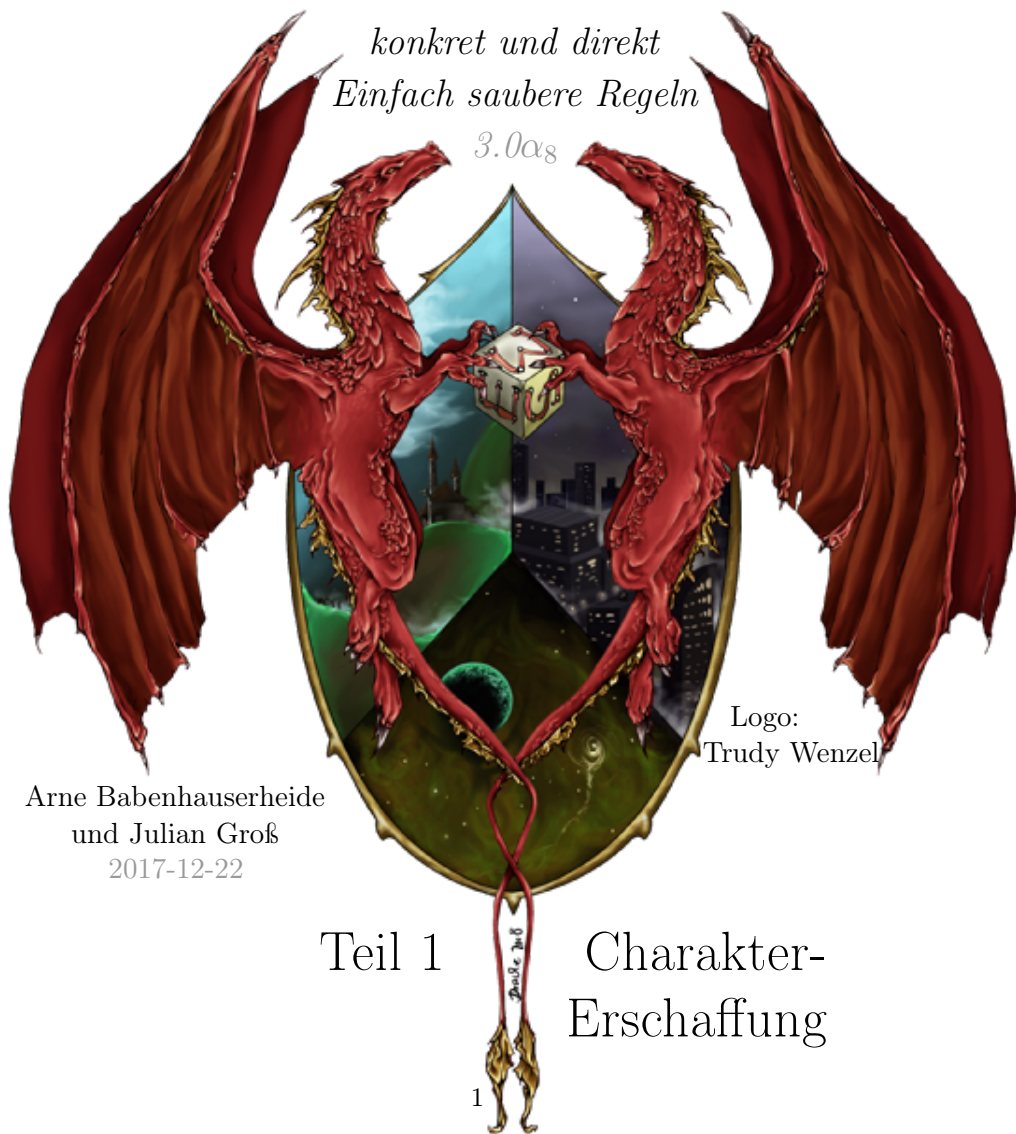 konkret und direkt
Einfach saubere Regeln
3.0α₈
Logo:
Trudy Wenzel
Arne Babenhauserheide
und Julian Groß
2017-12-22
Teil 1
Charakter-
Erschaffung
1